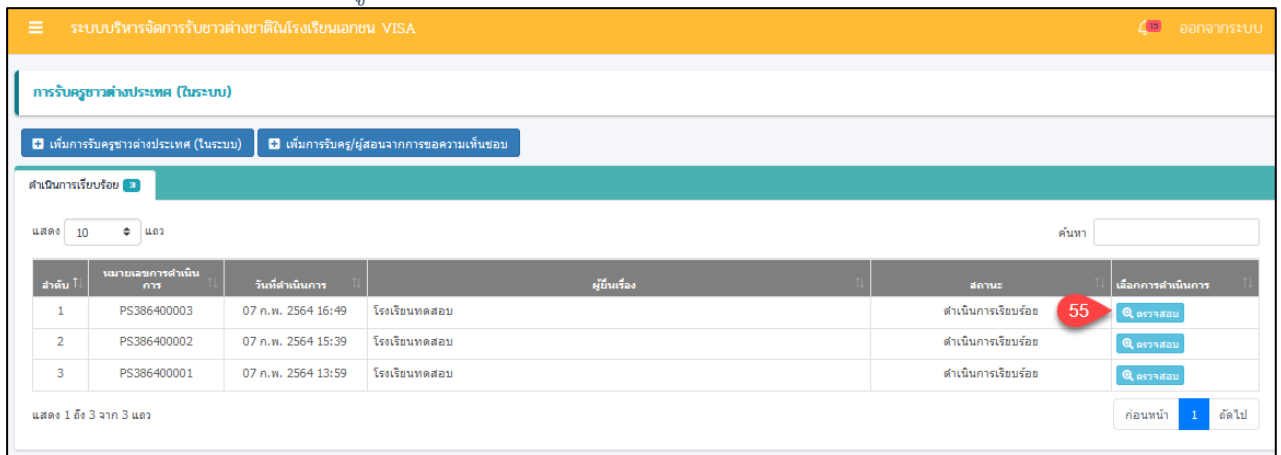 ระบบบริหารจัดการรับชาวต่างชาติในโรงเรียนเอกชน VISA 15 ออกจากระบบ
การรับครูชาวต่างประเทศ (ในระบบ)
เพิ่มการรับครูชาวต่างประเทศ (ในระบบ) เพิ่มการรับครู/ผู้สอนจากการขอความเห็นชอบ
ดำเนินการเรียบร้อย 3
แสดง 10 แถว ค้นหา
ลำดับ หมายเลขการดำเนิน วันที่ดำเนินการ ผู้ยื่นเรื่อง สถานะ เลือกการดำเนินการ
การ
1 PS386400003 07 ก.พ. 2564 16:49 โรงเรียนทดสอบ ดำเนินการเรียบร้อย 55 ตรวจสอบ
2 PS386400002 07 ก.พ. 2564 15:39 โรงเรียนทดสอบ ดำเนินการเรียบร้อย ตรวจสอบ
3 PS386400001 07 ก.พ. 2564 13:59 โรงเรียนทดสอบ ดำเนินการเรียบร้อย ตรวจสอบ
แสดง 1 ถึง 3 จาก 3 แถว ก่อนหน้า 1 ถัดไป